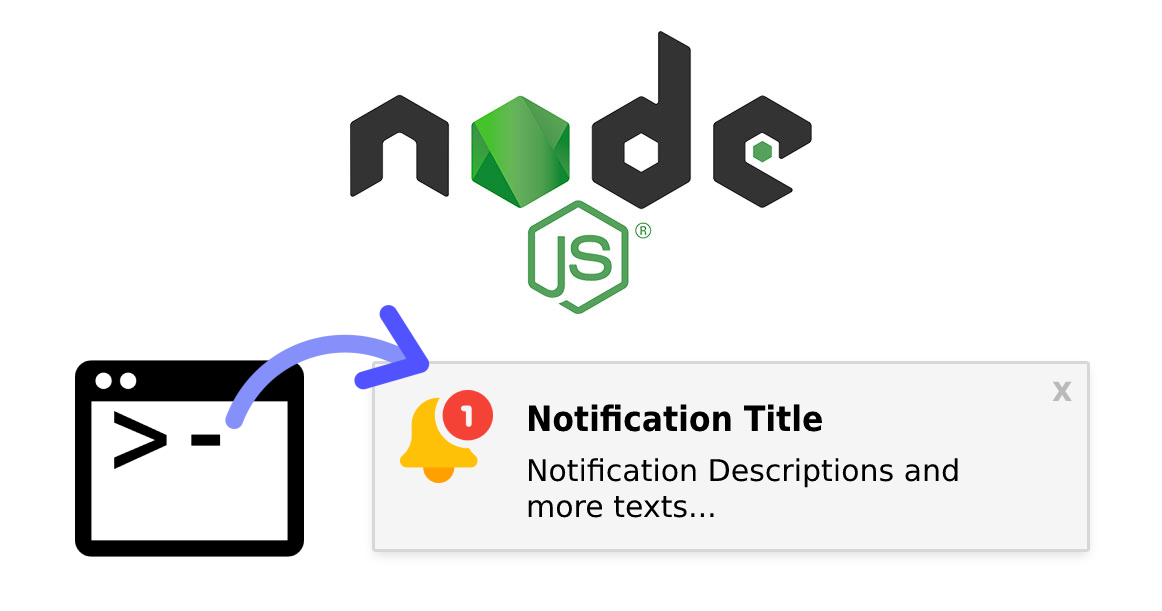 node
JS®
>-
1
x
Notification Title
Notification Descriptions and
more texts...